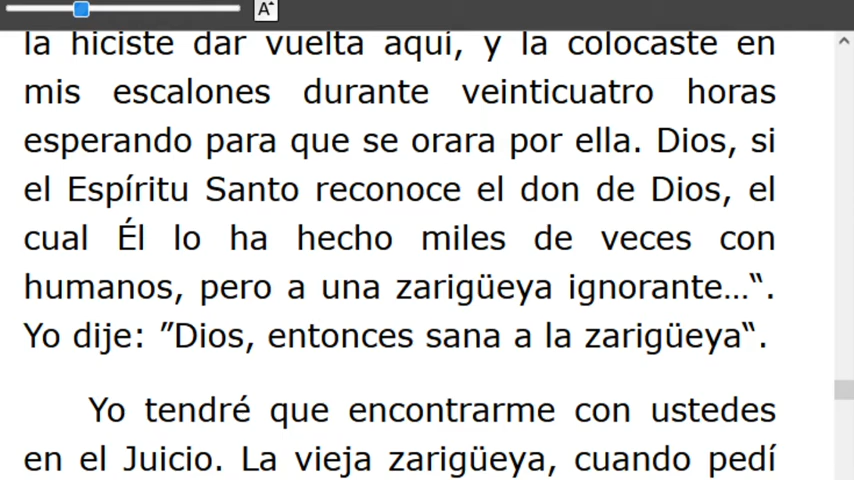 la hiciste dar vuelta aquí, y la colocaste en
mis escalones durante veinticuatro horas
esperando para que se orara por ella. Dios, si
el Espíritu Santo reconoce el don de Dios, el
cual Él lo ha hecho miles de veces con
humanos, pero a una zarigüeya ignorante...“.
Yo dije: ”Dios, entonces sana a la zarigüeya“.
Yo tendré que encontrarme con ustedes
en el Juicio. La vieja zarigüeya, cuando pedí